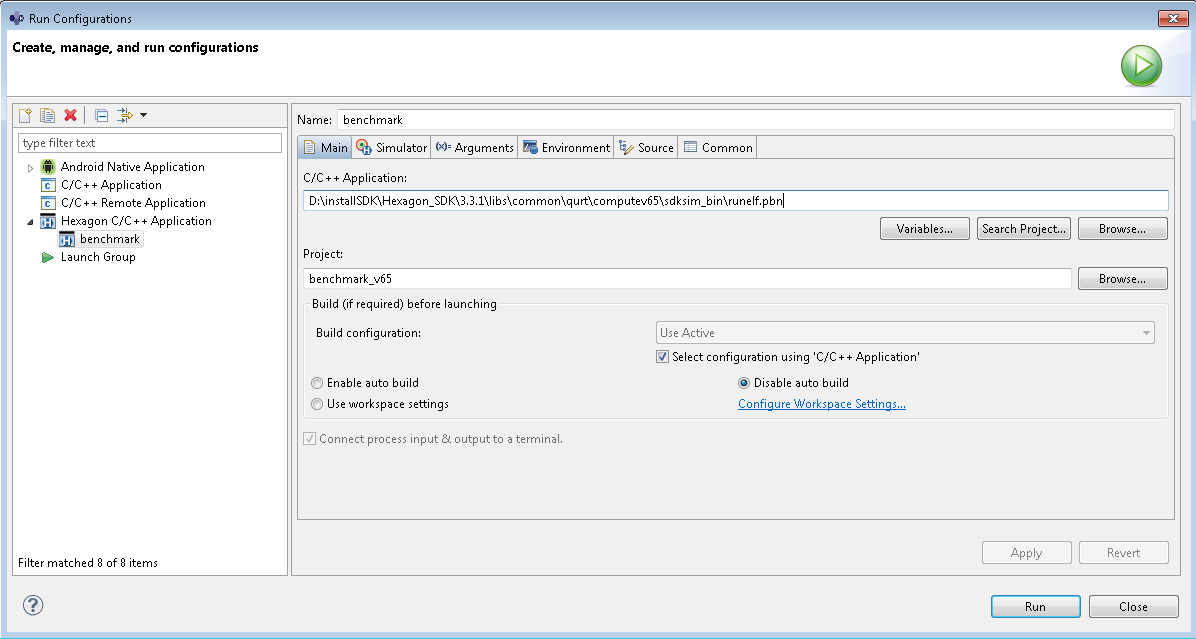 Run Configurations
Create, manage, and run configurations
type filter text
Android Native Application
C/C++ Application
C/C++ Remote Application
Hexagon C/C++ Application
benchmark
Launch Group
Filter matched 8 of 8 items
Name: benchmark
Main Simulator (x)= Arguments Environment Source Common
C/C++ Application:
D:\installSDK\Hexagon_SDK\3.3.1\libs\common\qurt\computev65\sdksim_bin\runelf.pbn
Variables... Search Project... Browse...
Project:
benchmark_v65 Browse...
Build (if required) before launching
Build configuration: Use Active
Select configuration using 'C/C++ Application'
Enable auto build Disable auto build
Use workspace settings Configure Workspace Settings...
Connect process input & output to a terminal.
Apply Revert
? Run Close